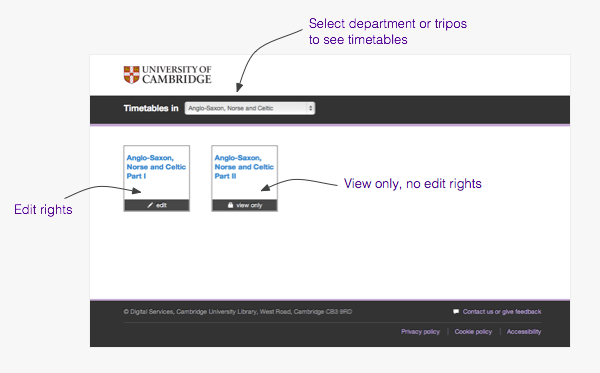 Select department or tripos
to see timetables
UNIVERSITY OF
CAMBRIDGE
Timetables in Anglo-Saxon, Norse and Celtic
Anglo-Saxon,
Norse and Celtic
Part I
edit
Anglo-Saxon,
Norse and Celtic
Part II
view only
Edit rights
View only, no edit rights
© Digital Services, Cambridge University Library, West Road, Cambridge CB3 9RD
Contact us or give feedback
Privacy policy | Cookie policy | Accessibility